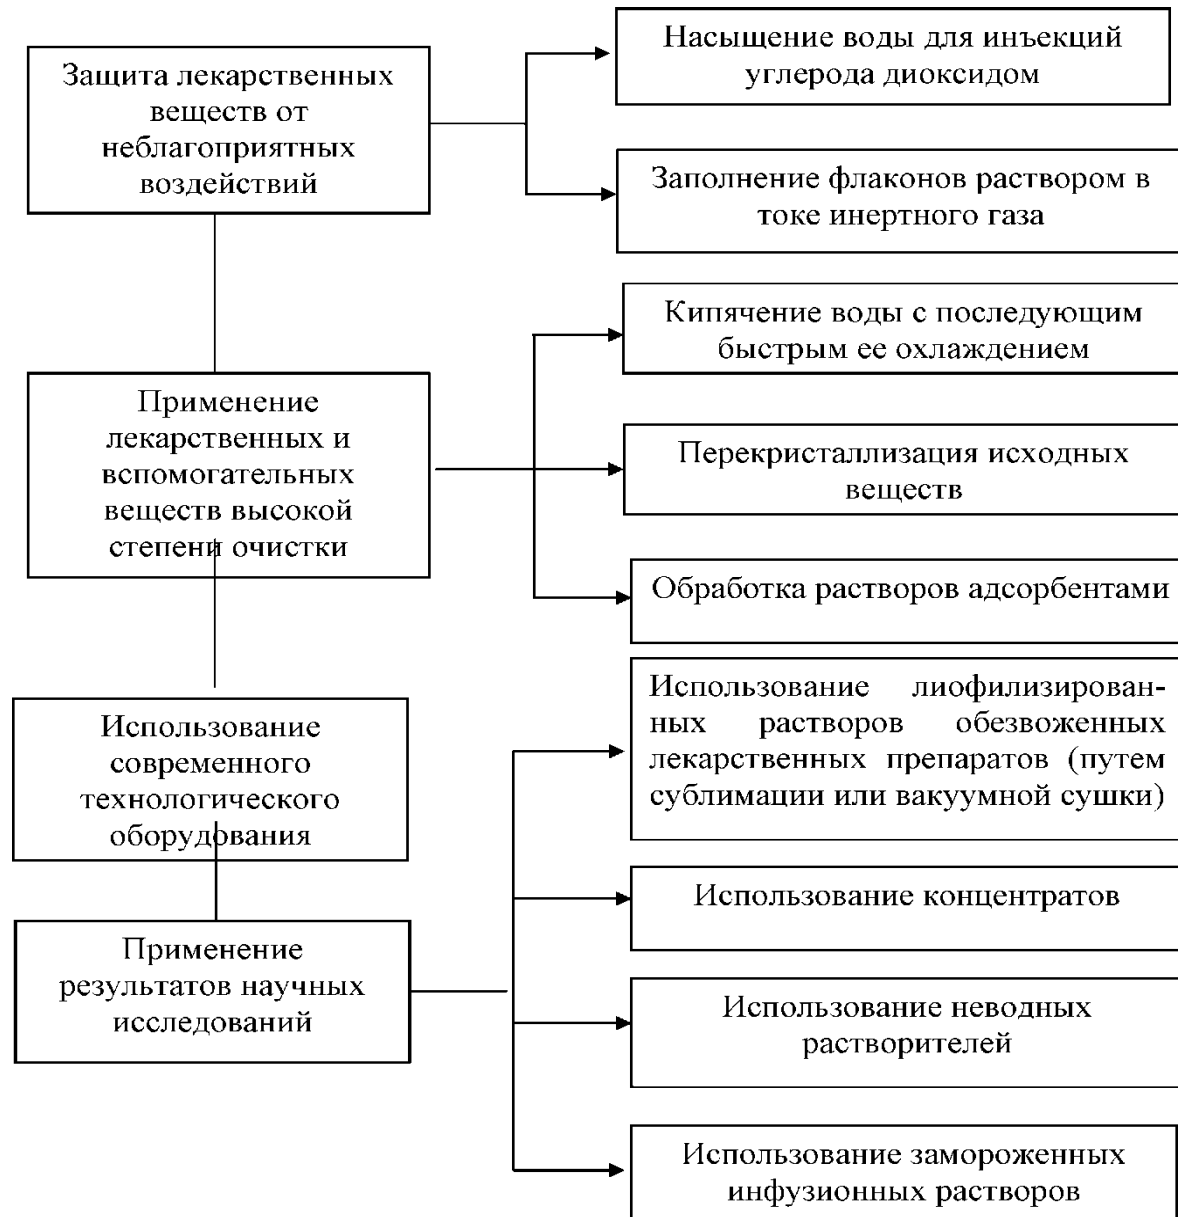 Защита лекарственных
веществ от
неблагоприятных
воздействий
Насыщение воды для инъекций
углерода диоксидом
Заполнение флаконов раствором в
токе инертного газа
Применение
лекарственных и
вспомогательных
веществ высокой
степени очистки
Кипячение воды с последующим
быстрым ее охлаждением
Перекристаллизация исходных
веществ
Обработка растворов адсорбентами
Использование
современного
технологического
оборудования
Применение
результатов научных
исследований
Использование лиофилизирован-
ных растворов обезвоженных
лекарственных препаратов (путем
сублимации или вакуумной сушки)
Использование концентратов
Использование неводных
растворителей
Использование замороженных
инфузионных растворов